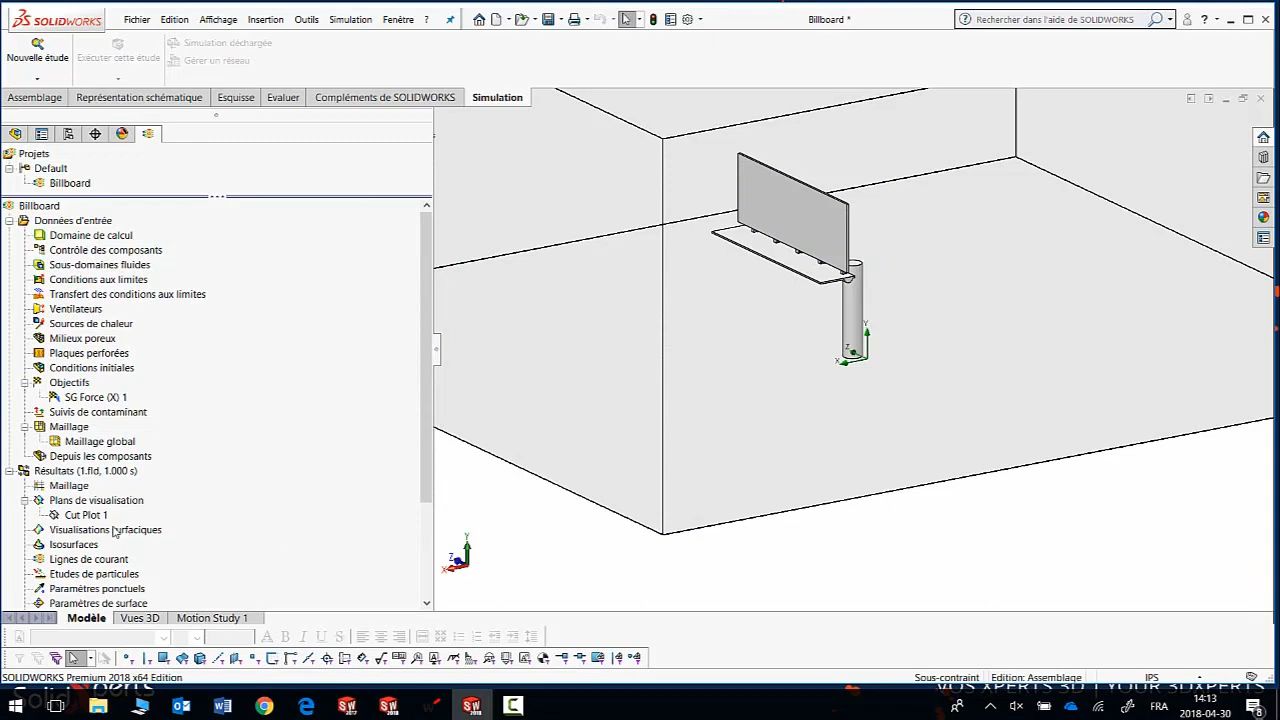 SOLIDWORKS Fichier Edition Affichage Insertion Outils Simulation Fenêtre ? Billboard * Rechercher dans l'aide de SOLIDWORKS ?
Nouvelle étude
Exécuter cette étude
Simulation déchargée
Gérer un réseau
Assemblage Représentation schématique Esquisse Evaluer Compléments de SOLIDWORKS Simulation
Projets
Default
Billboard
Billboard
Données d'entrée
Domaine de calcul
Contrôle des composants
Sous-domaines fluides
Conditions aux limites
Transfert des conditions aux limites
Ventilateurs
Sources de chaleur
Milieux poreux
Plaques perforées
Conditions initiales
Objectifs
SG Force (X) 1
Suivis de contaminant
Maillage
Maillage global
Depuis les composants
Résultats (1.fld, 1.000 s)
Maillage
Plans de visualisation
Cut Plot 1
Visualisations surfaciques
Isosurfaces
Lignes de courant
Etudes de particules
Paramètres ponctuels
Paramètres de surface
Y
Z
X
Y
Z
X
Modèle Vues 3D Motion Study 1
A B I U S
SOLIDWORKS Premium 2018 x64 Edition Sous-contraint Edition: Assemblage IPS
VOS XPERTS 3D | YOUR 3DXPERTS
FRA
14:13
2018-04-30